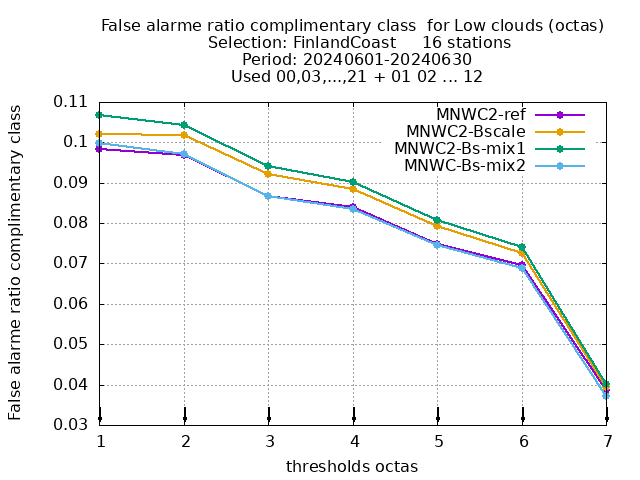 False alarme ratio complimentary class  for Low clouds (octas)
Selection: FinlandCoast     16 stations
Period: 20240601-20240630
Used 00,03,...,21 + 01 02 ... 12
False alarme ratio complimentary class
0.11
0.1
0.09
0.08
0.07
0.06
0.05
0.04
0.03
MNWC2-ref
MNWC2-Bscale
MNWC2-Bs-mix1
MNWC-Bs-mix2
1 2 3 4 5 6 7
thresholds octas